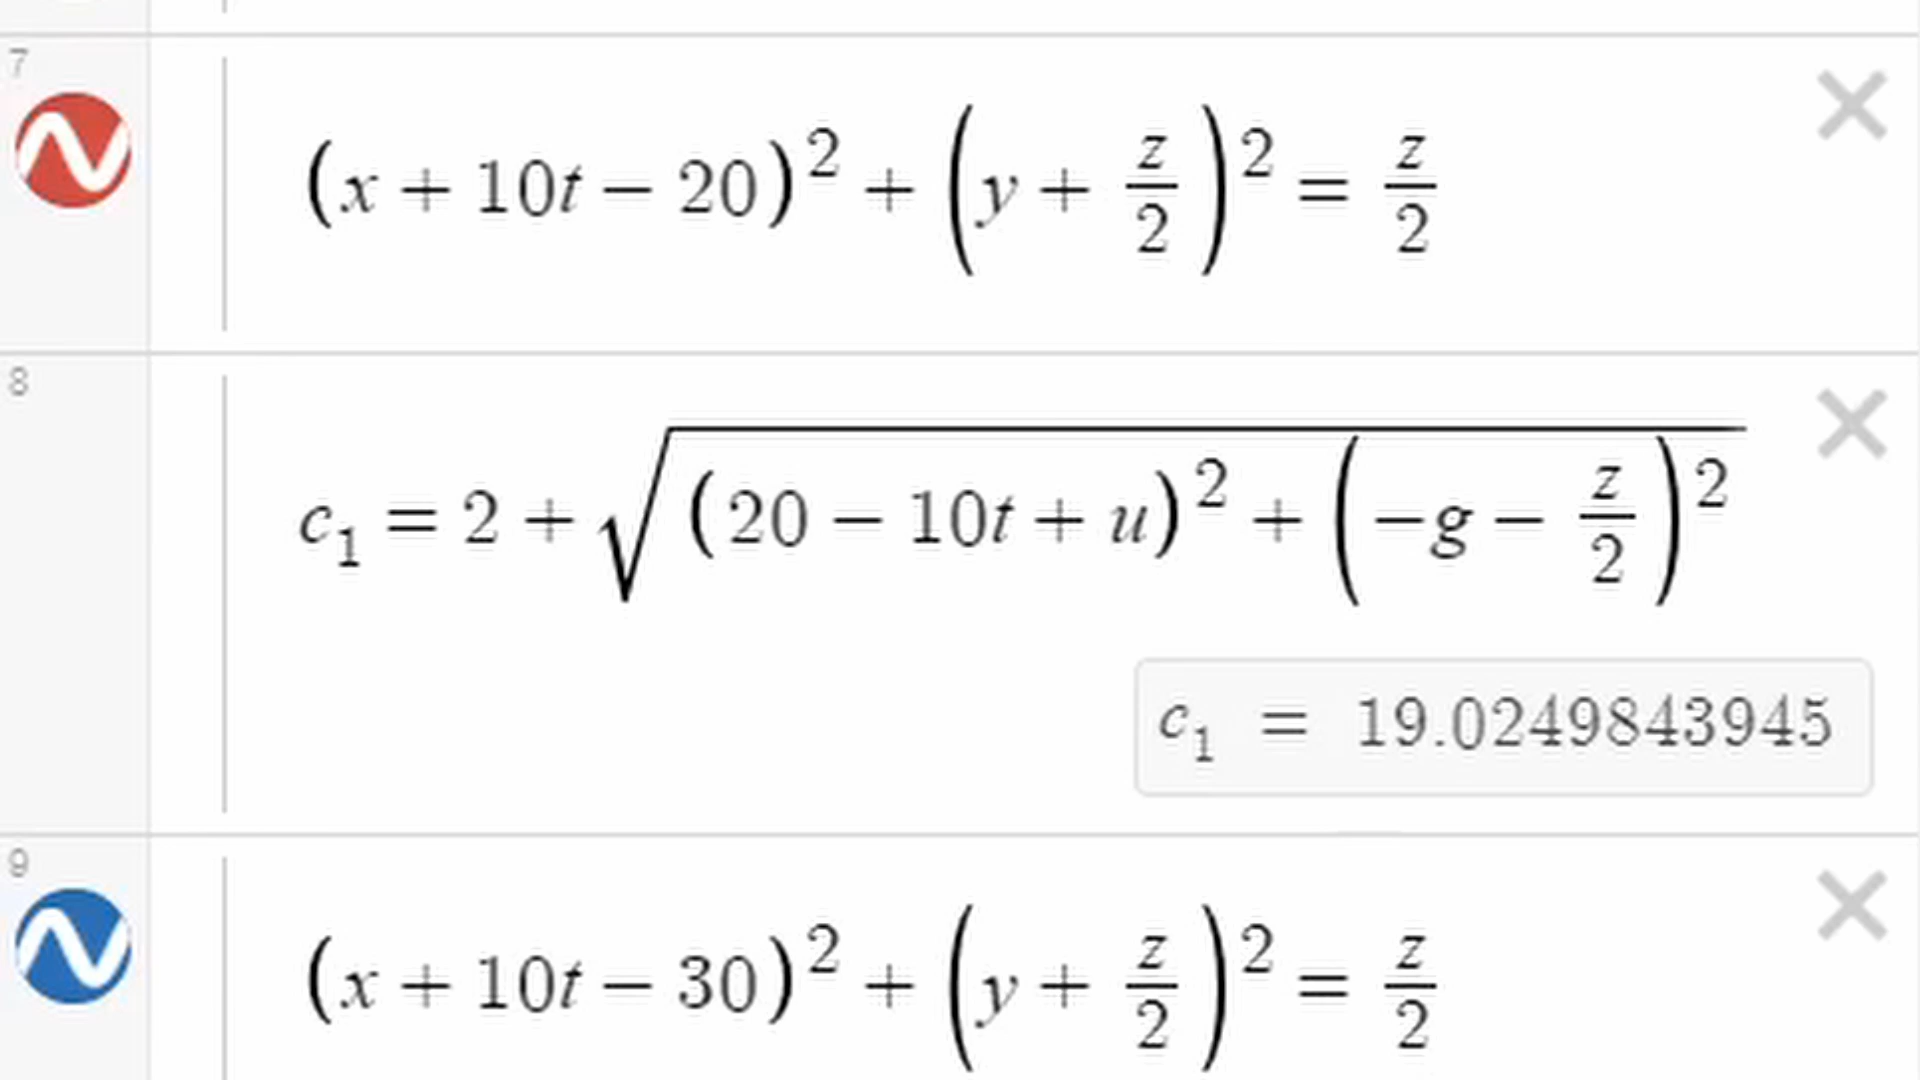 7
(x + 10t − 20)² + (y + z/2)² = z/2
8
c₁ = 2 + √((20 − 10t + u)² + (−g − z/2)²)
c₁ = 19.0249843945
9
(x + 10t − 30)² + (y + z/2)² = z/2